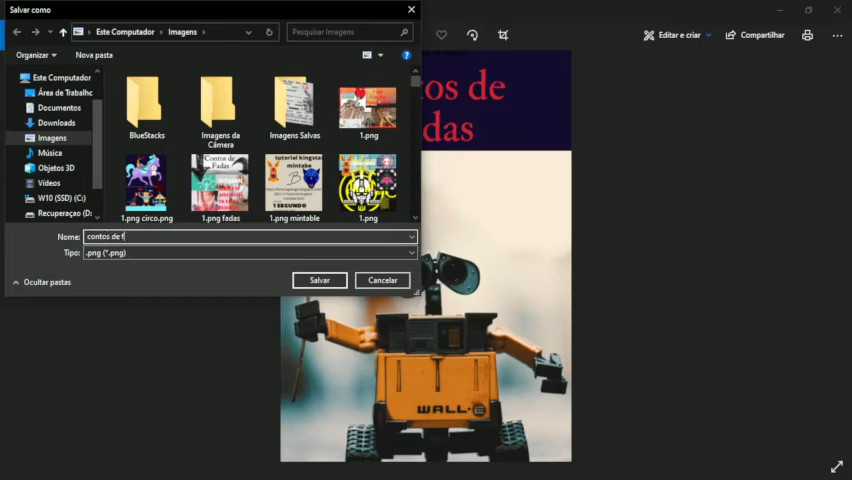 Salvar como
Este Computador
Imagens
Pesquisar Imagens
Organizar
Nova pasta
Editar e criar
Compartilhar
Este Computador
Área de Trabalho
Documentos
Downloads
Imagens
Música
Objetos 3D
Vídeos
W10 (SSD) (C:)
Recuperaçao (D:
BlueStacks
Imagens da
Câmera
Imagens Salvas
1.png
Contos de
Fadas
tutorial kingstar
mintabe
B
1 SEGUNDO
1.png circo.png
1.png fadas
1.png mintable
1.png
Nome:
contos de f
Tipo:
.png (*.png)
Ocultar pastas
Salvar
Cancelar
tos de
adas
WALL·E